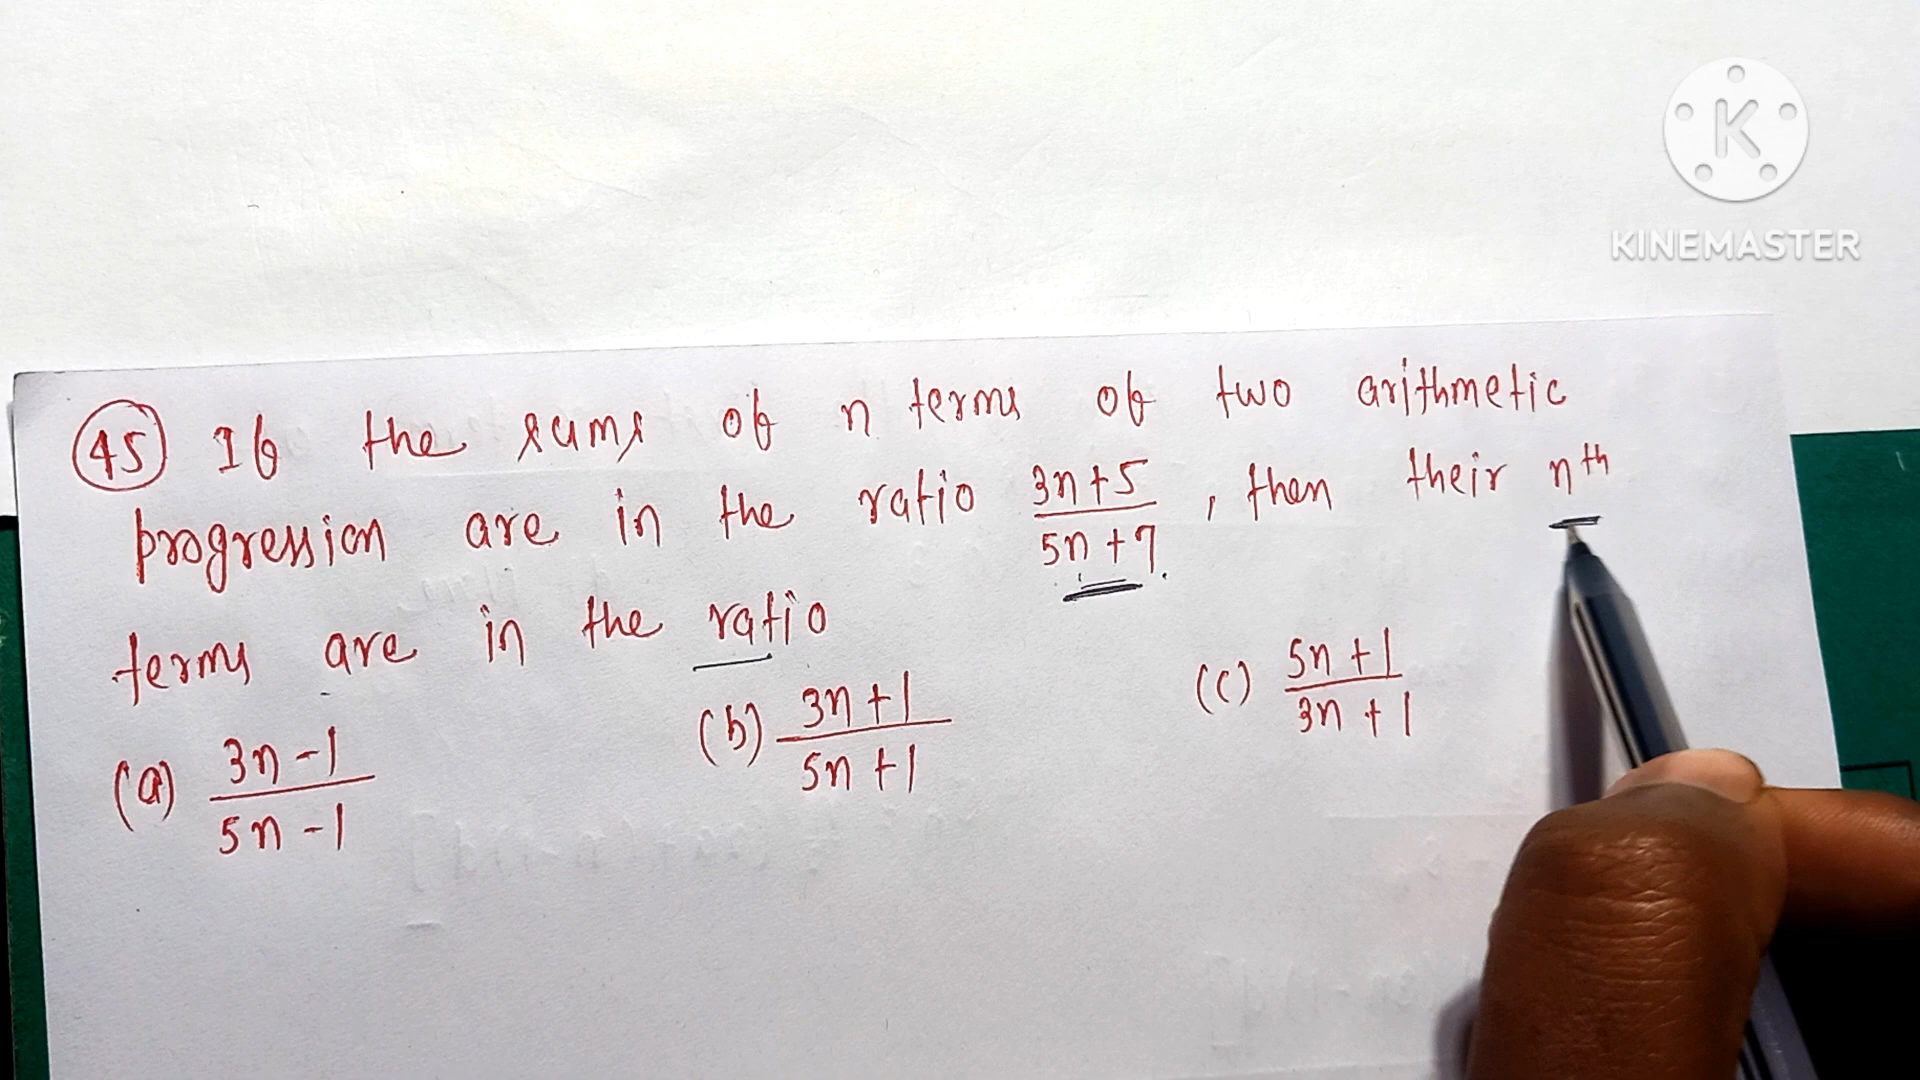 K
KINEMASTER
45 If the sums of n terms of two arithmetic
progression are in the ratio 3n+5/5n+7, then their nth
terms are in the ratio
(a) 3n-1/5n-1 (b) 3n+1/5n+1 (c) 5n+1/3n+1